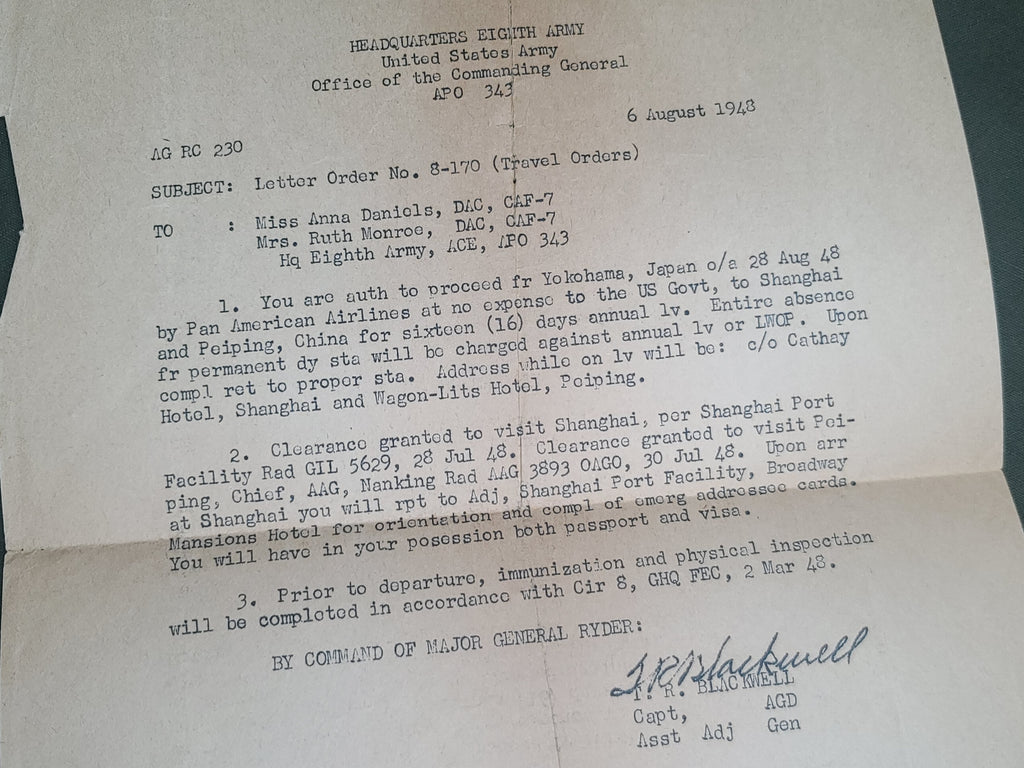 HEADQUARTERS EIGHTH ARMY
United States Army
Office of the Commanding General
APO 343
6 August 1948
AG RC 230
SUBJECT: Letter Order No. 8-170 (Travel Orders)
TO : Miss Anna Daniels, DAC, CAF-7
Mrs. Ruth Monroe, DAC, CAF-7
Hq Eighth Army, ACE, APO 343
1. You are auth to proceed fr Yokohama, Japan o/a 28 Aug 48
by Pan American Airlines at no expense to the US Govt, to Shanghai
and Peiping, China for sixteen (16) days annual lv. Entire absence
fr permanent dy sta will be charged against annual lv or LWOP. Upon
compl ret to proper sta. Address while on lv will be: c/o Cathay
Hotel, Shanghai and Wagon-Lits Hotel, Peiping.
2. Clearance granted to visit Shanghai, per Shanghai Port
Facility Rad GIL 5629, 28 Jul 48. Clearance granted to visit Pei-
ping, Chief, AAG, Nanking Rad AAG 3893 OAGO, 30 Jul 48. Upon arr
at Shanghai you will rpt to Adj, Shanghai Port Facility, Broadway
Mansions Hotel for orientation and compl of emerg addressee cards.
You will have in your posession both passport and visa.
3. Prior to departure, immunization and physical inspection
will be completed in accordance with Cir 8, GHQ FEC, 2 Mar 48.
BY COMMAND OF MAJOR GENERAL RYDER:
T. R. Blackwell
T. R. BLACKWELL
Capt, AGD
Asst Adj Gen